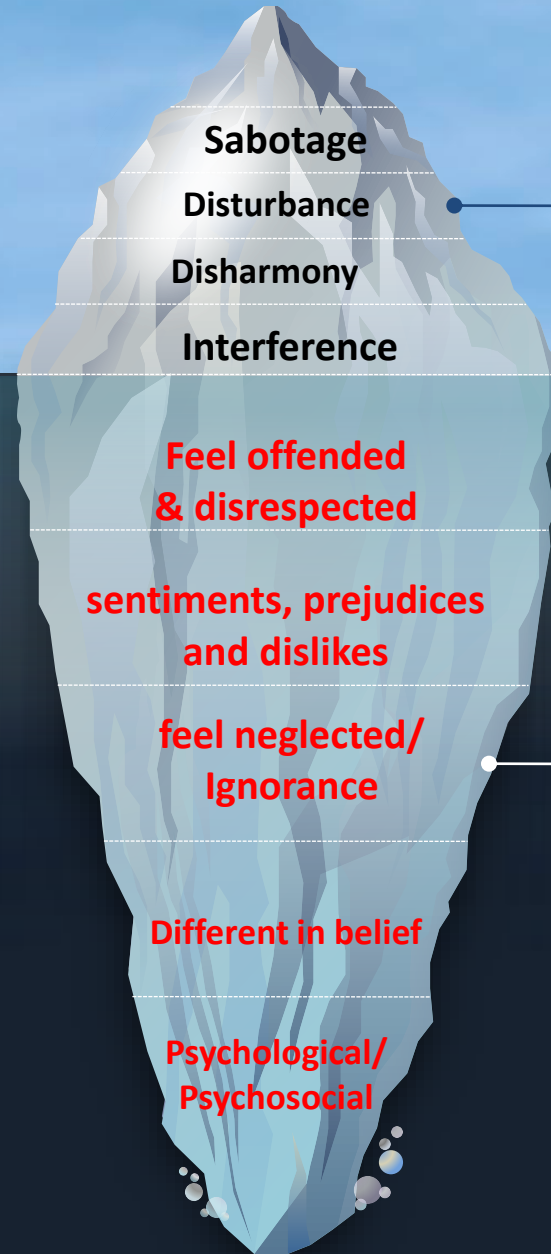 Sabotage
Disturbance
Disharmony
Interference
Feel offended
& disrespected
sentiments, prejudices
and dislikes
feel neglected/
Ignorance
Different in belief
Psychological/
Psychosocial